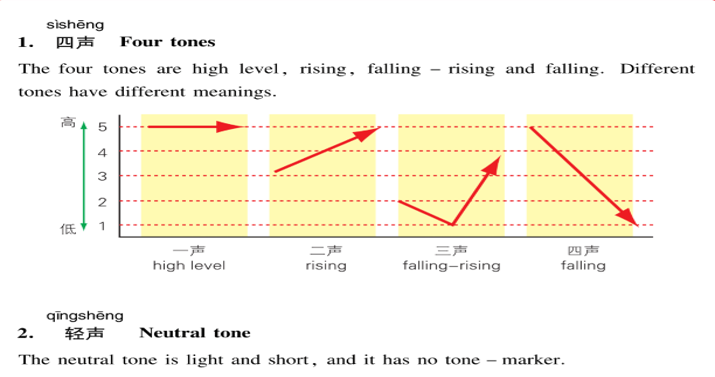 sìshēng
1. 四声 Four tones
The four tones are high level, rising, falling – rising and falling. Different
tones have different meanings.
高 5
4
3
2
低 1
一声 二声 三声 四声
high level rising falling–rising falling
qīngshēng
2. 轻声 Neutral tone
The neutral tone is light and short, and it has no tone – marker.